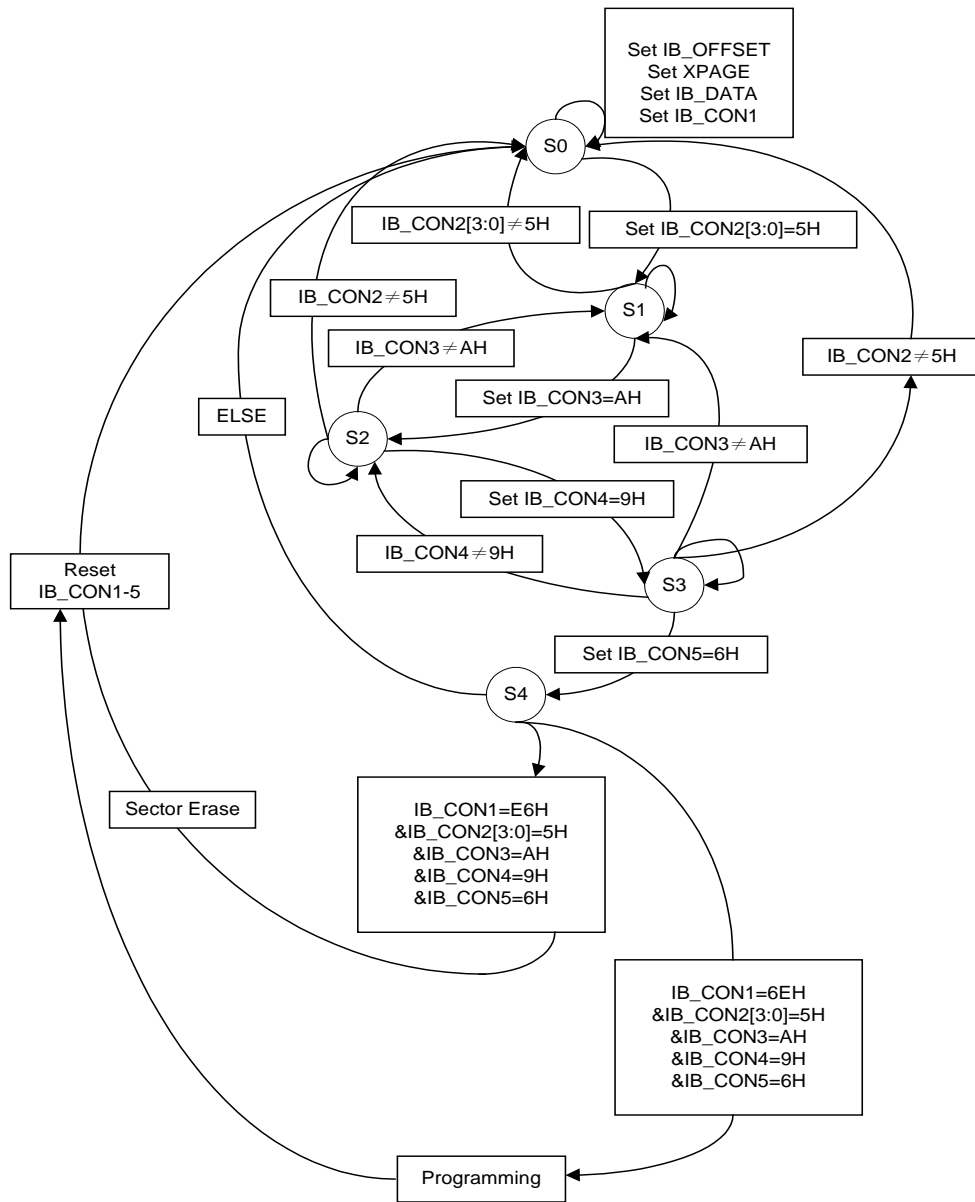 Set IB_OFFSET
Set XPAGE
Set IB_DATA
Set IB_CON1
S0
IB_CON2[3:0]≠5H
Set IB_CON2[3:0]=5H
IB_CON2≠5H
S1
IB_CON3≠AH
IB_CON2≠5H
Set IB_CON3=AH
ELSE
S2
IB_CON3≠AH
Set IB_CON4=9H
IB_CON4≠9H
Reset
IB_CON1-5
S3
Set IB_CON5=6H
S4
Sector Erase
IB_CON1=E6H
&IB_CON2[3:0]=5H
&IB_CON3=AH
&IB_CON4=9H
&IB_CON5=6H
IB_CON1=6EH
&IB_CON2[3:0]=5H
&IB_CON3=AH
&IB_CON4=9H
&IB_CON5=6H
Programming